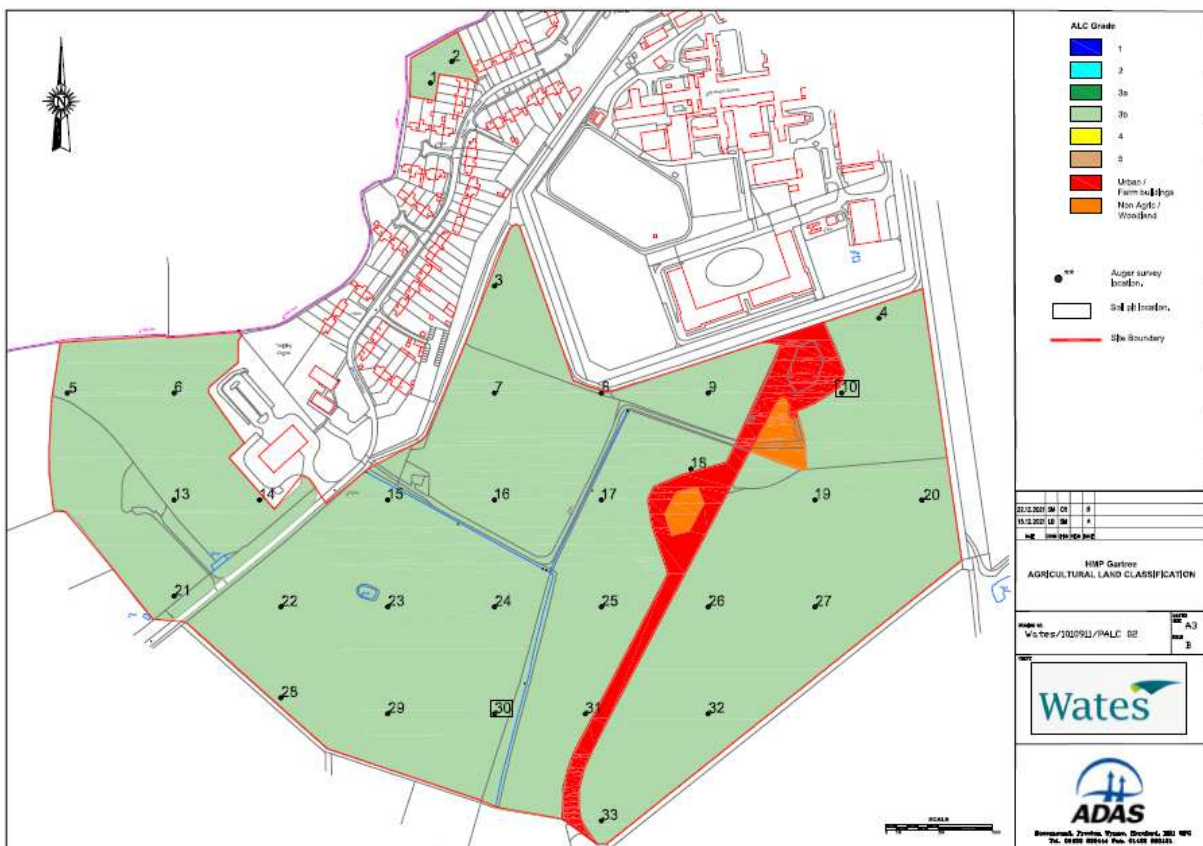 ALC Grade
1
2
3a
3b
4
5
Urban /
Farm buildings
Non Agric /
Woodland
**
Auger survey
location.
Soil pit location.
Site Boundary
N
1
2
3
4
5
6
7
8
9
10
13
14
15
16
17
18
19
20
21
22
23
24
25
26
27
28
29
30
31
32
33
SCALE
HMP Gartree
AGRICULTURAL LAND CLASSIFICATION
Wates/1010911/PALC 02
A3
B
Wates
ADAS